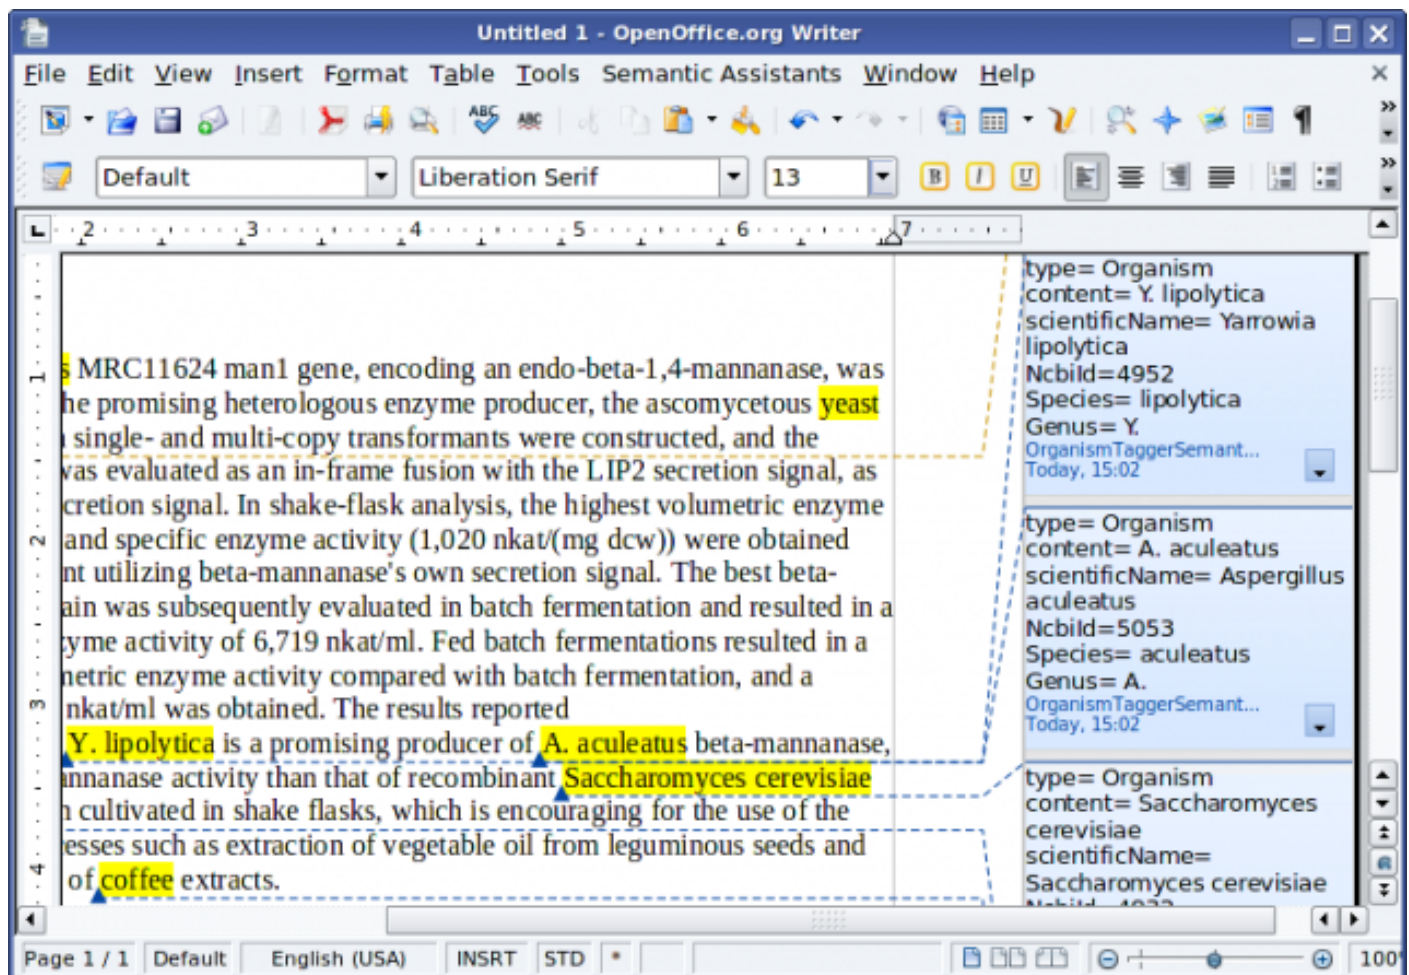 Untitled 1 - OpenOffice.org Writer
File Edit View Insert Format Table Tools Semantic Assistants Window Help
Default Liberation Serif 13
2 3 4 5 6 7
s MRC11624 man1 gene, encoding an endo-beta-1,4-mannanase, was
he promising heterologous enzyme producer, the ascomycetous yeast
single- and multi-copy transformants were constructed, and the
was evaluated as an in-frame fusion with the LIP2 secretion signal, as
cretion signal. In shake-flask analysis, the highest volumetric enzyme
and specific enzyme activity (1,020 nkat/(mg dcw)) were obtained
nt utilizing beta-mannanase's own secretion signal. The best beta-
ain was subsequently evaluated in batch fermentation and resulted in a
zyme activity of 6,719 nkat/ml. Fed batch fermentations resulted in a
metric enzyme activity compared with batch fermentation, and a
nkat/ml was obtained. The results reported
Y. lipolytica is a promising producer of A. aculeatus beta-mannanase,
annanase activity than that of recombinant Saccharomyces cerevisiae
n cultivated in shake flasks, which is encouraging for the use of the
esses such as extraction of vegetable oil from leguminous seeds and
of coffee extracts.
type= Organism
content= Y. lipolytica
scientificName= Yarrowia
lipolytica
NcbiId=4952
Species= lipolytica
Genus= Y.
OrganismTaggerSemant...
Today, 15:02
type= Organism
content= A. aculeatus
scientificName= Aspergillus
aculeatus
NcbiId=5053
Species= aculeatus
Genus= A.
OrganismTaggerSemant...
Today, 15:02
type= Organism
content= Saccharomyces
cerevisiae
scientificName=
Saccharomyces cerevisiae
NcbiId=4932
1
2
3
4
Page 1 / 1 Default English (USA) INSRT STD * 100